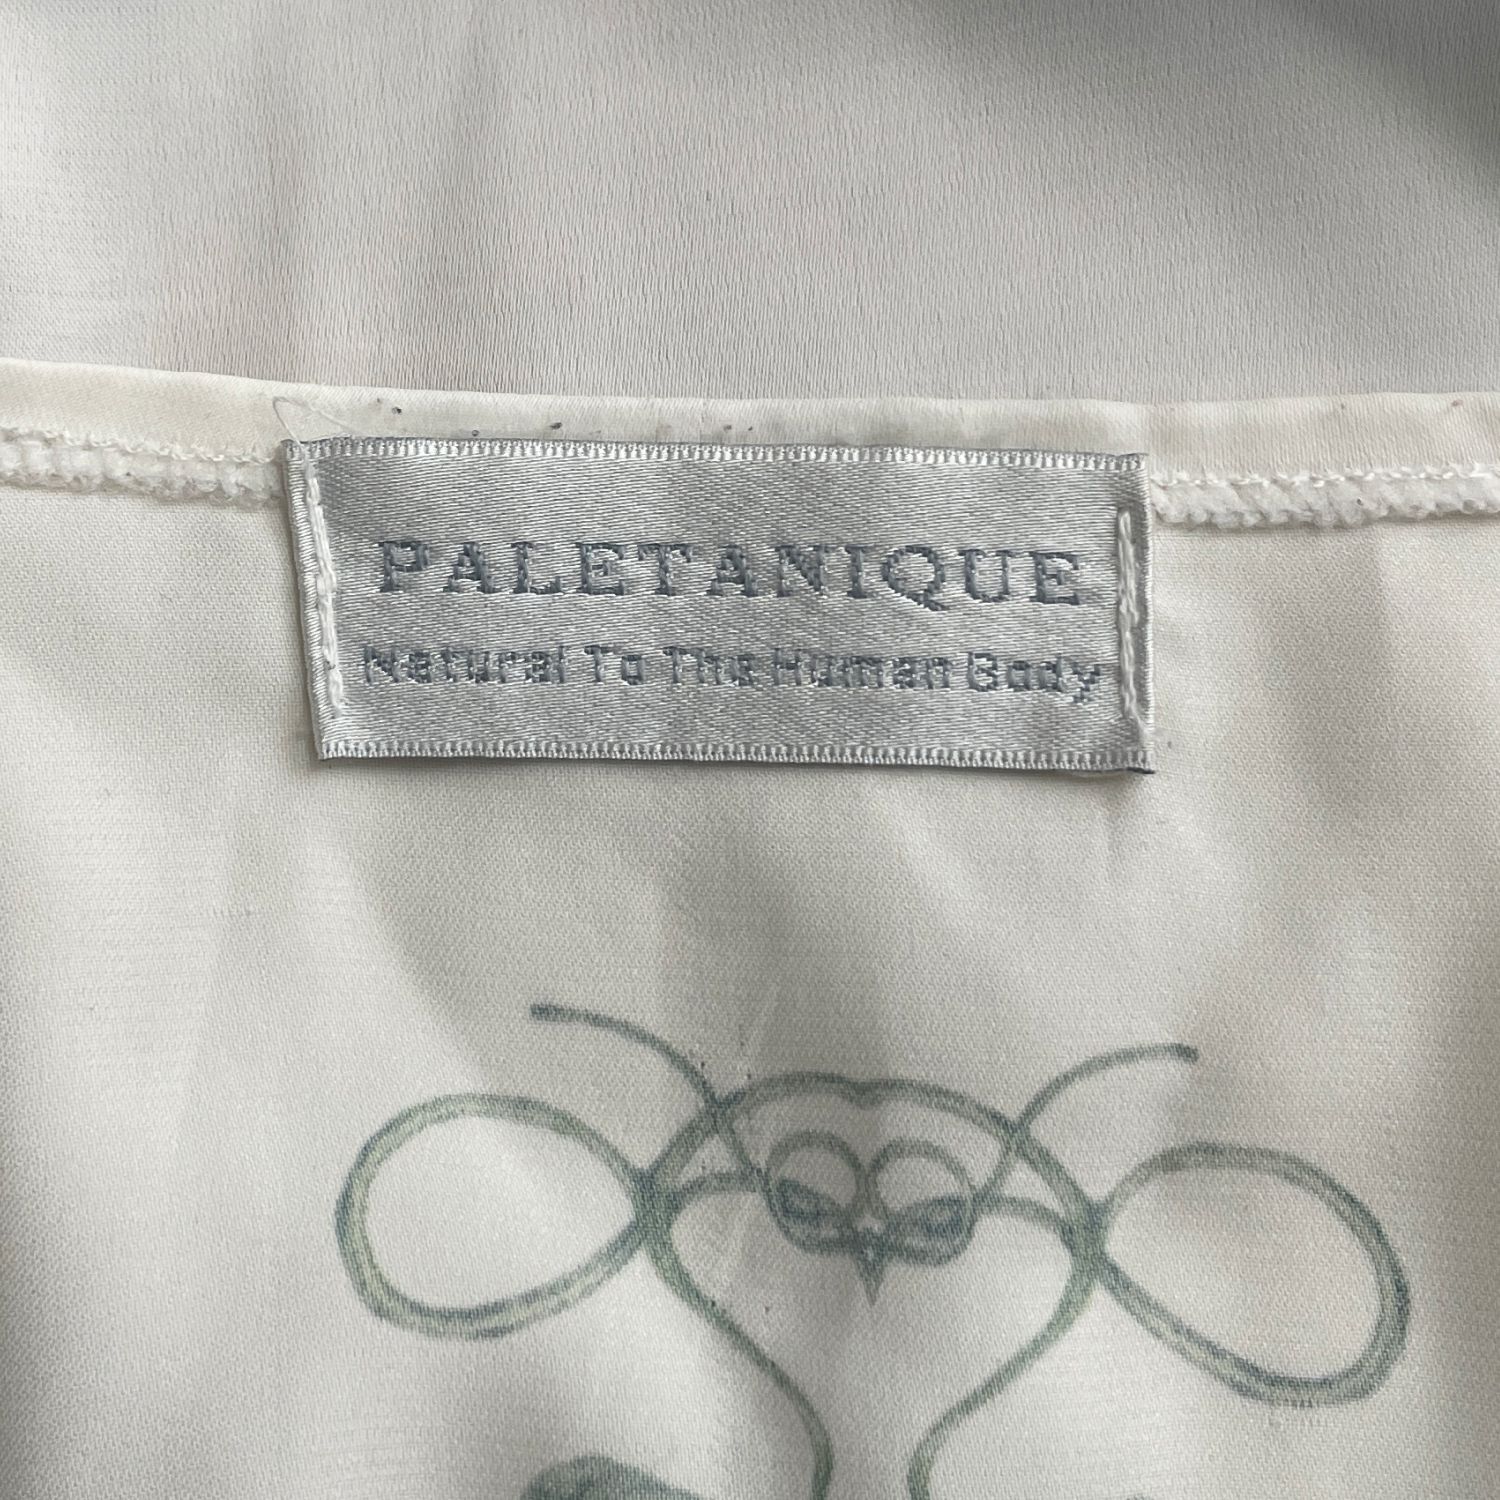 PALETANIQUE
Natural To The Human Body